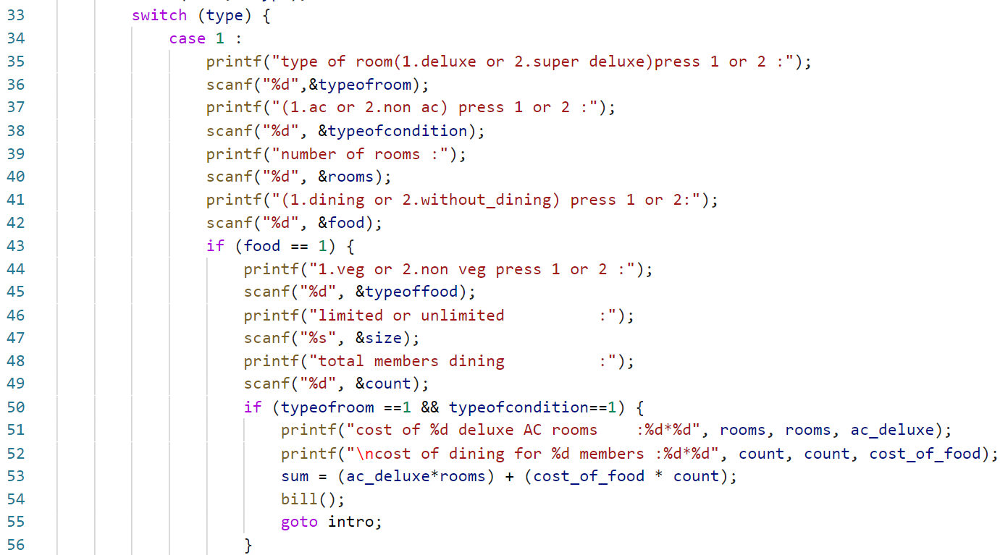 33 switch (type) {
34 case 1 :
35 printf("type of room(1.deluxe or 2.super deluxe)press 1 or 2 :");
36 scanf("%d",&typeofroom);
37 printf("(1.ac or 2.non ac) press 1 or 2 :");
38 scanf("%d", &typeofcondition);
39 printf("number of rooms :");
40 scanf("%d", &rooms);
41 printf("(1.dining or 2.without_dining) press 1 or 2:");
42 scanf("%d", &food);
43 if (food == 1) {
44 printf("1.veg or 2.non veg press 1 or 2 :");
45 scanf("%d", &typeoffood);
46 printf("limited or unlimited          :");
47 scanf("%s", &size);
48 printf("total members dining          :");
49 scanf("%d", &count);
50 if (typeofroom ==1 && typeofcondition==1) {
51 printf("cost of %d deluxe AC rooms    :%d*%d", rooms, rooms, ac_deluxe);
52 printf("\ncost of dining for %d members :%d*%d", count, count, cost_of_food);
53 sum = (ac_deluxe*rooms) + (cost_of_food * count);
54 bill();
55 goto intro;
56 }